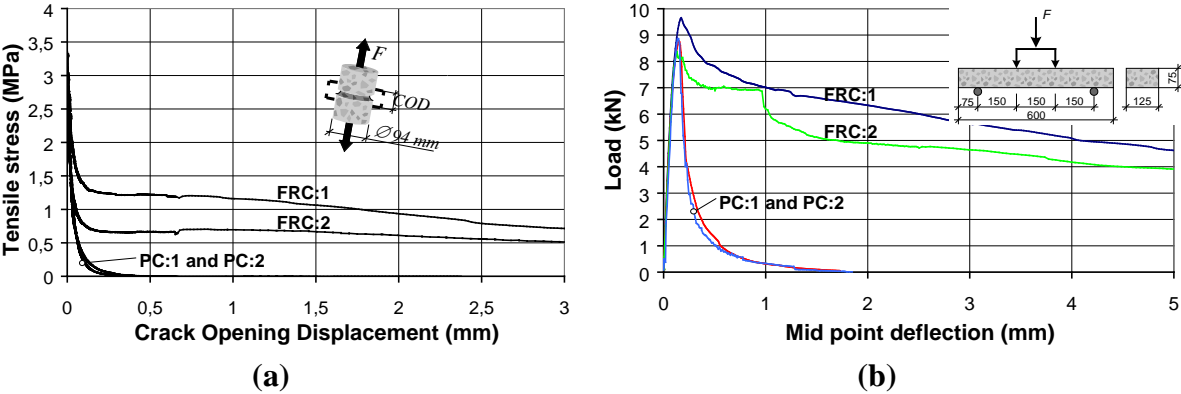 Tensile stress (MPa)
4
3,5
3
2,5
2
1,5
1
0,5
0
F
COD
Ø94 mm
FRC:1
FRC:2
PC:1 and PC:2
0
0,5
1
1,5
2
2,5
3
Crack Opening Displacement (mm)
(a)
Load (kN)
10
9
8
7
6
5
4
3
2
1
0
F
75
150
150
150
600
125
75
FRC:1
FRC:2
PC:1 and PC:2
0
1
2
3
4
5
Mid point deflection (mm)
(b)